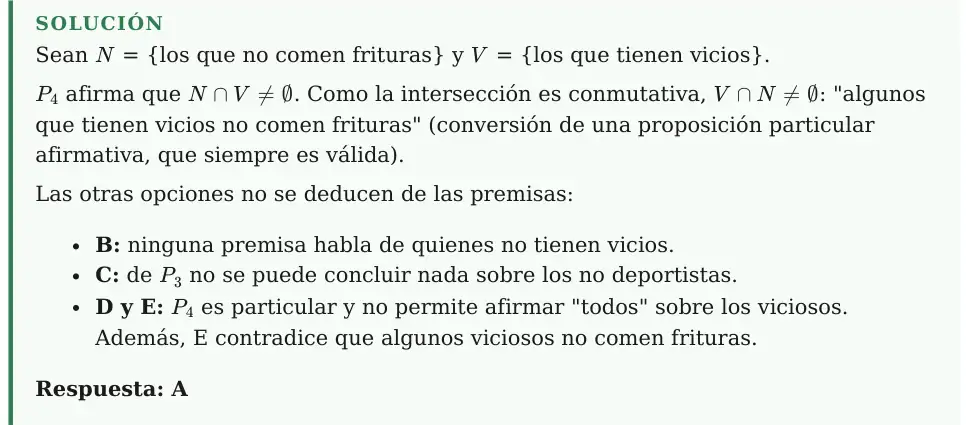 SOLUCIÓN
Sean N = {los que no comen frituras} y V = {los que tienen vicios}.
P₄ afirma que N ∩ V ≠ ∅. Como la intersección es conmutativa, V ∩ N ≠ ∅: "algunos
que tienen vicios no comen frituras" (conversión de una proposición particular
afirmativa, que siempre es válida).
Las otras opciones no se deducen de las premisas:
• B: ninguna premisa habla de quienes no tienen vicios.
• C: de P₃ no se puede concluir nada sobre los no deportistas.
• D y E: P₄ es particular y no permite afirmar "todos" sobre los viciosos.
Además, E contradice que algunos viciosos no comen frituras.
Respuesta: A